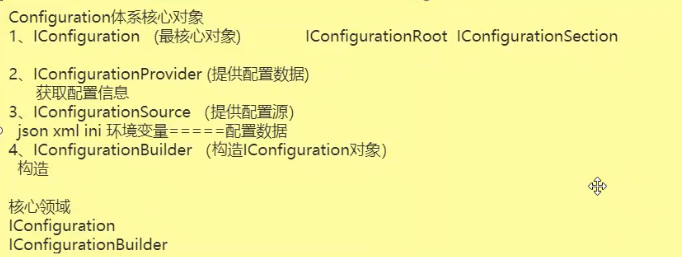 Configuration体系核心对象
1、IConfiguration （最核心对象） IConfigurationRoot IConfigurationSection
2、IConfigurationProvider (提供配置数据)
获取配置信息
3、IConfigurationSource （提供配置源）
json xml ini 环境变量=====配置数据
4、IConfigurationBuilder （构造IConfiguration对象）
构造
核心领域
IConfiguration
IConfigurationBuilder